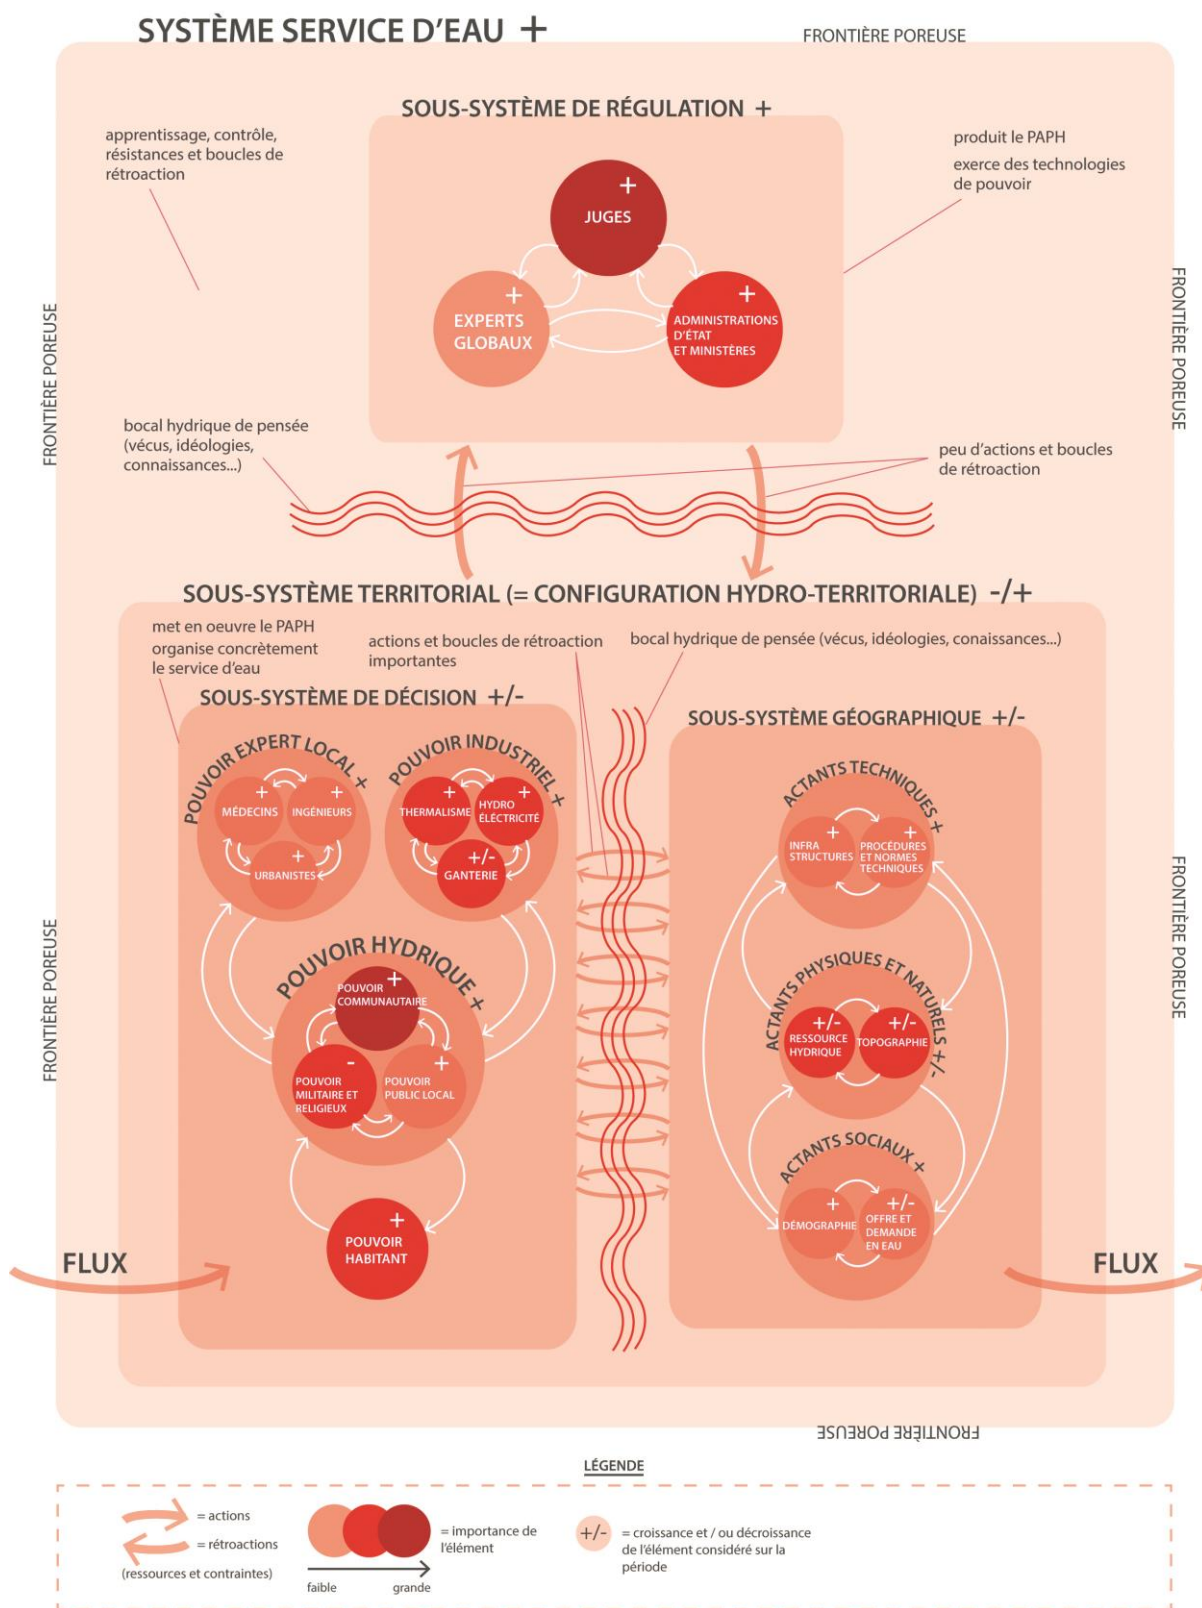 SYSTÈME SERVICE D'EAU +
FRONTIÈRE POREUSE
SOUS-SYSTÈME DE RÉGULATION +
apprentissage, contrôle,
résistances et boucles de
rétroaction
produit le PAPH
exerce des technologies
de pouvoir
+
JUGES
+
EXPERTS
GLOBAUX
+
ADMINISTRATIONS
D'ÉTAT
ET MINISTÈRES
FRONTIÈRE POREUSE
FRONTIÈRE POREUSE
bocal hydrique de pensée
(vécus, idéologies,
connaissances...)
peu d'actions et boucles
de rétroaction
SOUS-SYSTÈME TERRITORIAL (= CONFIGURATION HYDRO-TERRITORIALE) -/+
met en oeuvre le PAPH
organise concrètement
le service d'eau
actions et boucles de rétroaction
importantes
bocal hydrique de pensée (vécus, idéologies, conaissances...)
SOUS-SYSTÈME DE DÉCISION +/-
SOUS-SYSTÈME GÉOGRAPHIQUE +/-
POUVOIR EXPERT LOCAL +
+
MÉDECINS
+
INGÉNIEURS
+
URBANISTES
POUVOIR INDUSTRIEL +
+
THERMALISME
+
HYDRO
ÉLÉCTRICITÉ
+/-
GANTERIE
ACTANTS TECHNIQUES +
+
INFRA
STRUCTURES
+
PROCÉDURES
ET NORMES
TECHNIQUES
FRONTIÈRE POREUSE
FRONTIÈRE POREUSE
POUVOIR HYDRIQUE +
+
POUVOIR
COMMUNAUTAIRE
-
POUVOIR
MILITAIRE ET
RELIGIEUX
+
POUVOIR
PUBLIC LOCAL
ACTANTS PHYSIQUES ET NATURELS +/-
+/-
RESSOURCE
HYDRIQUE
+/-
TOPOGRAPHIE
ACTANTS SOCIAUX +
+
DÉMOGRAPHIE
+/-
OFFRE ET
DEMANDE
EN EAU
+
POUVOIR
HABITANT
FLUX
FLUX
FRONTIÈRE POREUSE
LÉGENDE
= actions
= rétroactions
(ressources et contraintes)
= importance de
l'élément
faible
grande
+/-
= croissance et / ou décroissance
de l'élément considéré sur la
période